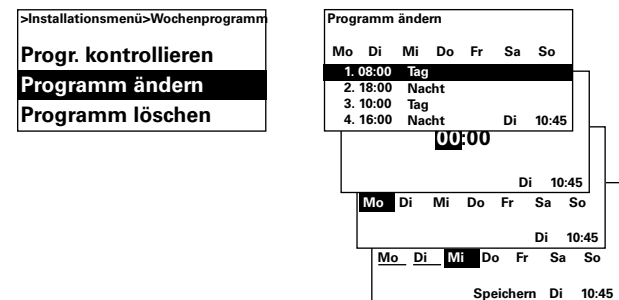 >Installationsmenü>Wochenprogramm
Progr. kontrollieren
Programm ändern
Programm löschen
Programm ändern
Mo Di Mi Do Fr Sa So
1. 08:00 Tag
2. 18:00 Nacht
3. 10:00 Tag
4. 16:00 Nacht Di 10:45
00:00
Di 10:45
Mo Di Mi Do Fr Sa So
Di 10:45
Mo Di Mi Do Fr Sa So
Speichern Di 10:45